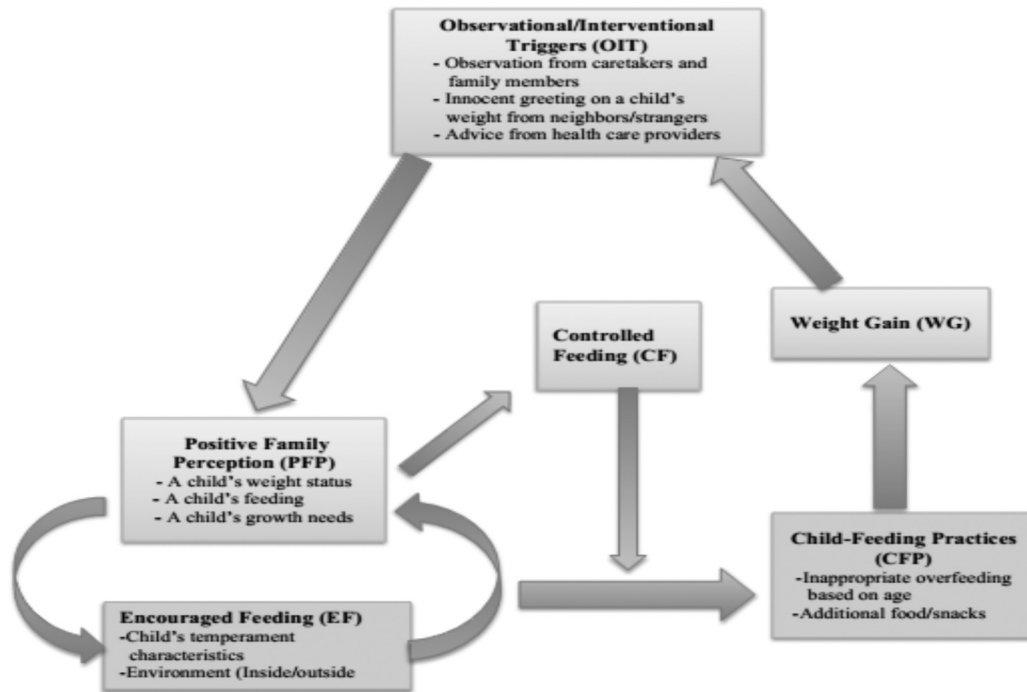 Observational/Interventional
Triggers (OIT)
- Observation from caretakers and
family members
- Innocent greeting on a child's
weight from neighbors/strangers
- Advice from health care providers
Controlled
Feeding (CF)
Weight Gain (WG)
Positive Family
Perception (PFP)
- A child's weight status
- A child's feeding
- A child's growth needs
Child-Feeding Practices
(CFP)
-Inappropriate overfeeding
based on age
-Additional food/snacks
Encouraged Feeding (EF)
-Child's temperament
characteristics
-Environment (Inside/outside